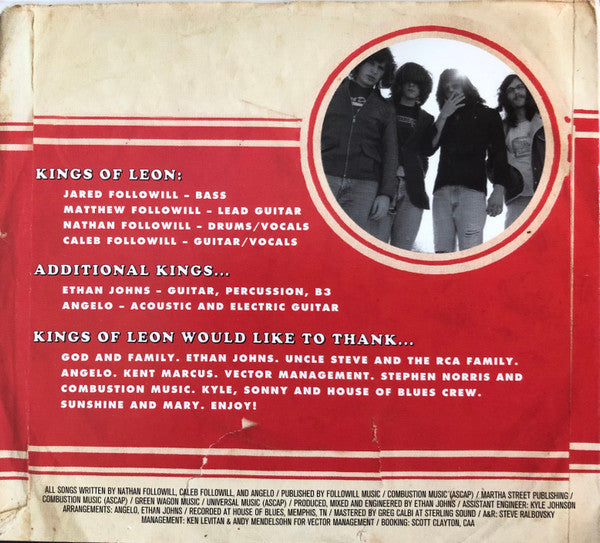 KINGS OF LEON:
JARED FOLLOWILL – BASS
MATTHEW FOLLOWILL – LEAD GUITAR
NATHAN FOLLOWILL – DRUMS/VOCALS
CALEB FOLLOWILL – GUITAR/VOCALS
ADDITIONAL KINGS...
ETHAN JOHNS – GUITAR, PERCUSSION, B3
ANGELO – ACOUSTIC AND ELECTRIC GUITAR
KINGS OF LEON WOULD LIKE TO THANK...
GOD AND FAMILY. ETHAN JOHNS. UNCLE STEVE AND THE RCA FAMILY.
ANGELO. KENT MARCUS. VECTOR MANAGEMENT. STEPHEN NORRIS AND
COMBUSTION MUSIC. KYLE, SONNY AND HOUSE OF BLUES CREW.
SUNSHINE AND MARY. ENJOY!
ALL SONGS WRITTEN BY NATHAN FOLLOWILL, CALEB FOLLOWILL, AND ANGELO / PUBLISHED BY FOLLOWILL MUSIC / COMBUSTION MUSIC (ASCAP) / MARTHA STREET PUBLISHING /
COMBUSTION MUSIC (ASCAP) / GREEN WAGON MUSIC / UNIVERSAL MUSIC (ASCAP) / PRODUCED, MIXED AND ENGINEERED BY ETHAN JOHNS / ASSISTANT ENGINEER: KYLE JOHNSON
ARRANGEMENTS: ANGELO, ETHAN JOHNS / RECORDED AT HOUSE OF BLUES, MEMPHIS, TN / MASTERED BY GREG CALBI AT STERLING SOUND / A&R: STEVE RALBOVSKY
MANAGEMENT: KEN LEVITAN & ANDY MENDELSOHN FOR VECTOR MANAGEMENT / BOOKING: SCOTT CLAYTON, CAA